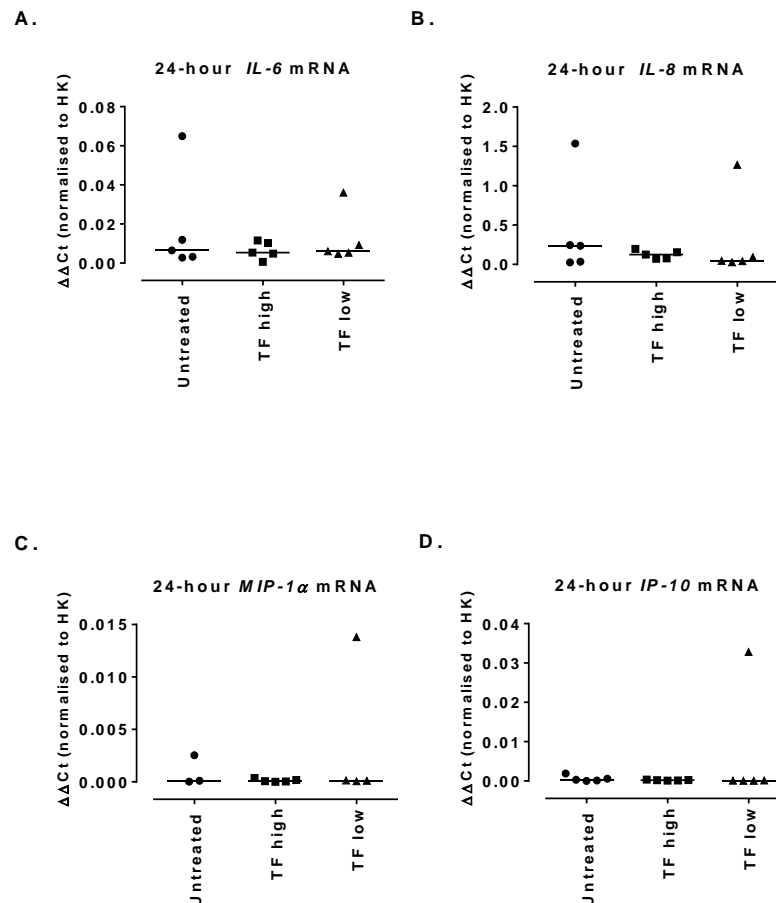 A.
24-hour IL-6 mRNA
ΔΔCt (normalised to HK)
0.08
0.06
0.04
0.02
0.00
Untreated
TF high
TF low
B.
24-hour IL-8 mRNA
ΔΔCt (normalised to HK)
2.0
1.5
1.0
0.5
0.0
Untreated
TF high
TF low
C.
24-hour MIP-1α mRNA
ΔΔCt (normalised to HK)
0.015
0.010
0.005
0.000
Untreated
TF high
TF low
D.
24-hour IP-10 mRNA
ΔΔCt (normalised to HK)
0.04
0.03
0.02
0.01
0.00
Untreated
TF high
TF low